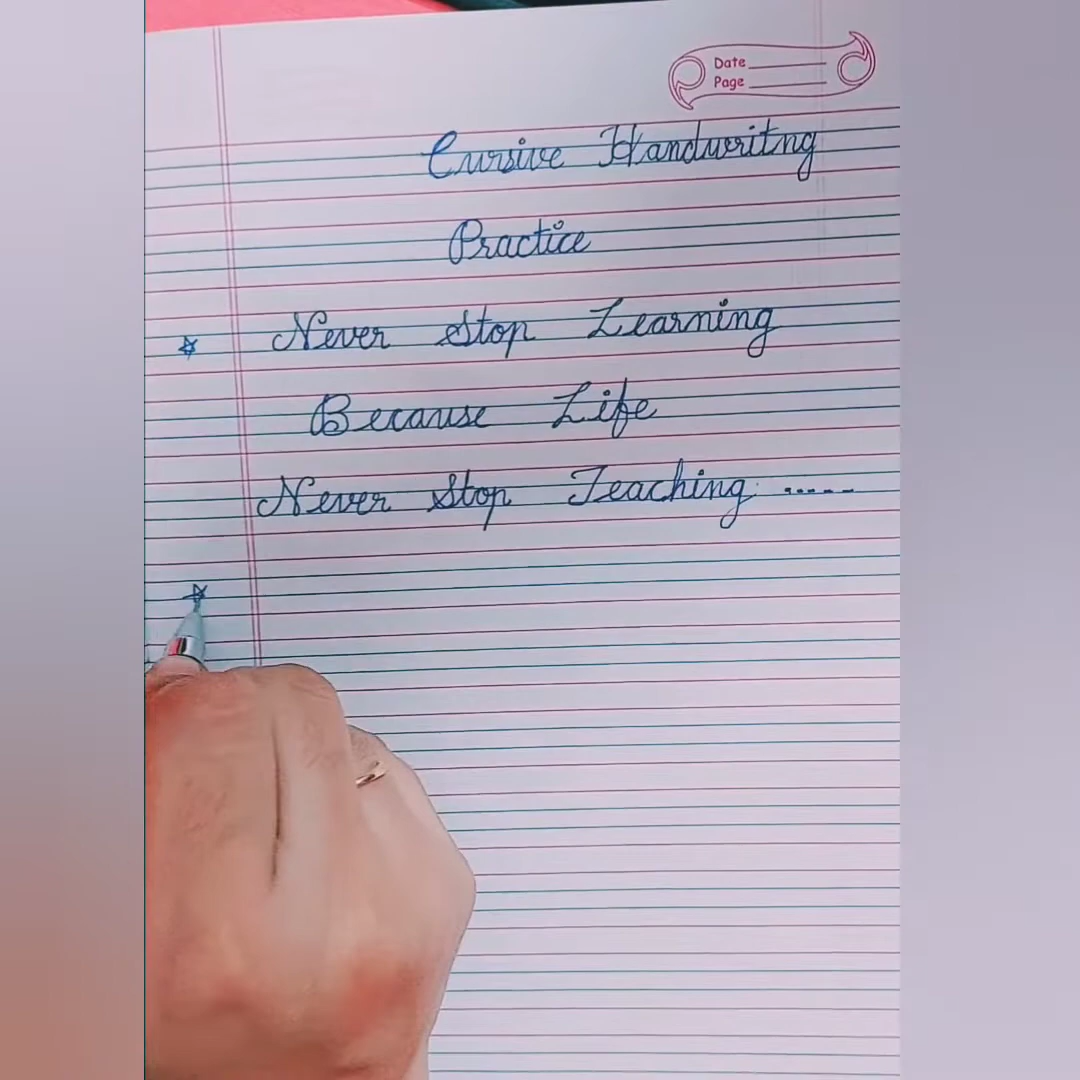 Date
Page
Cursive Handwritng
Practice
☆ Never Stop Learning
Because Life
Never Stop Teaching .....
☆